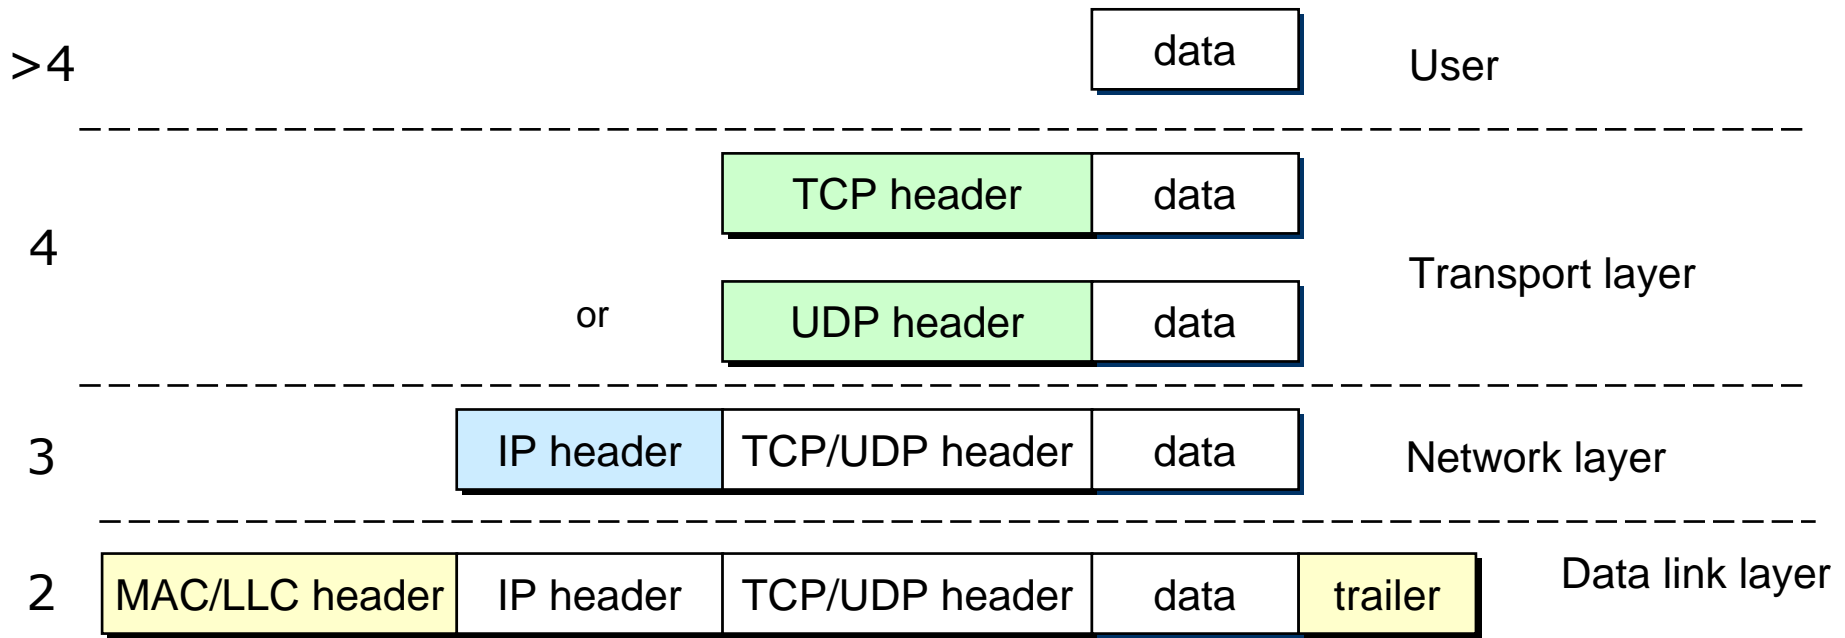 >4
data
User
TCP header
data
4
Transport layer
or
UDP header
data
3
IP header
TCP/UDP header
data
Network layer
2
MAC/LLC header
IP header
TCP/UDP header
data
trailer
Data link layer